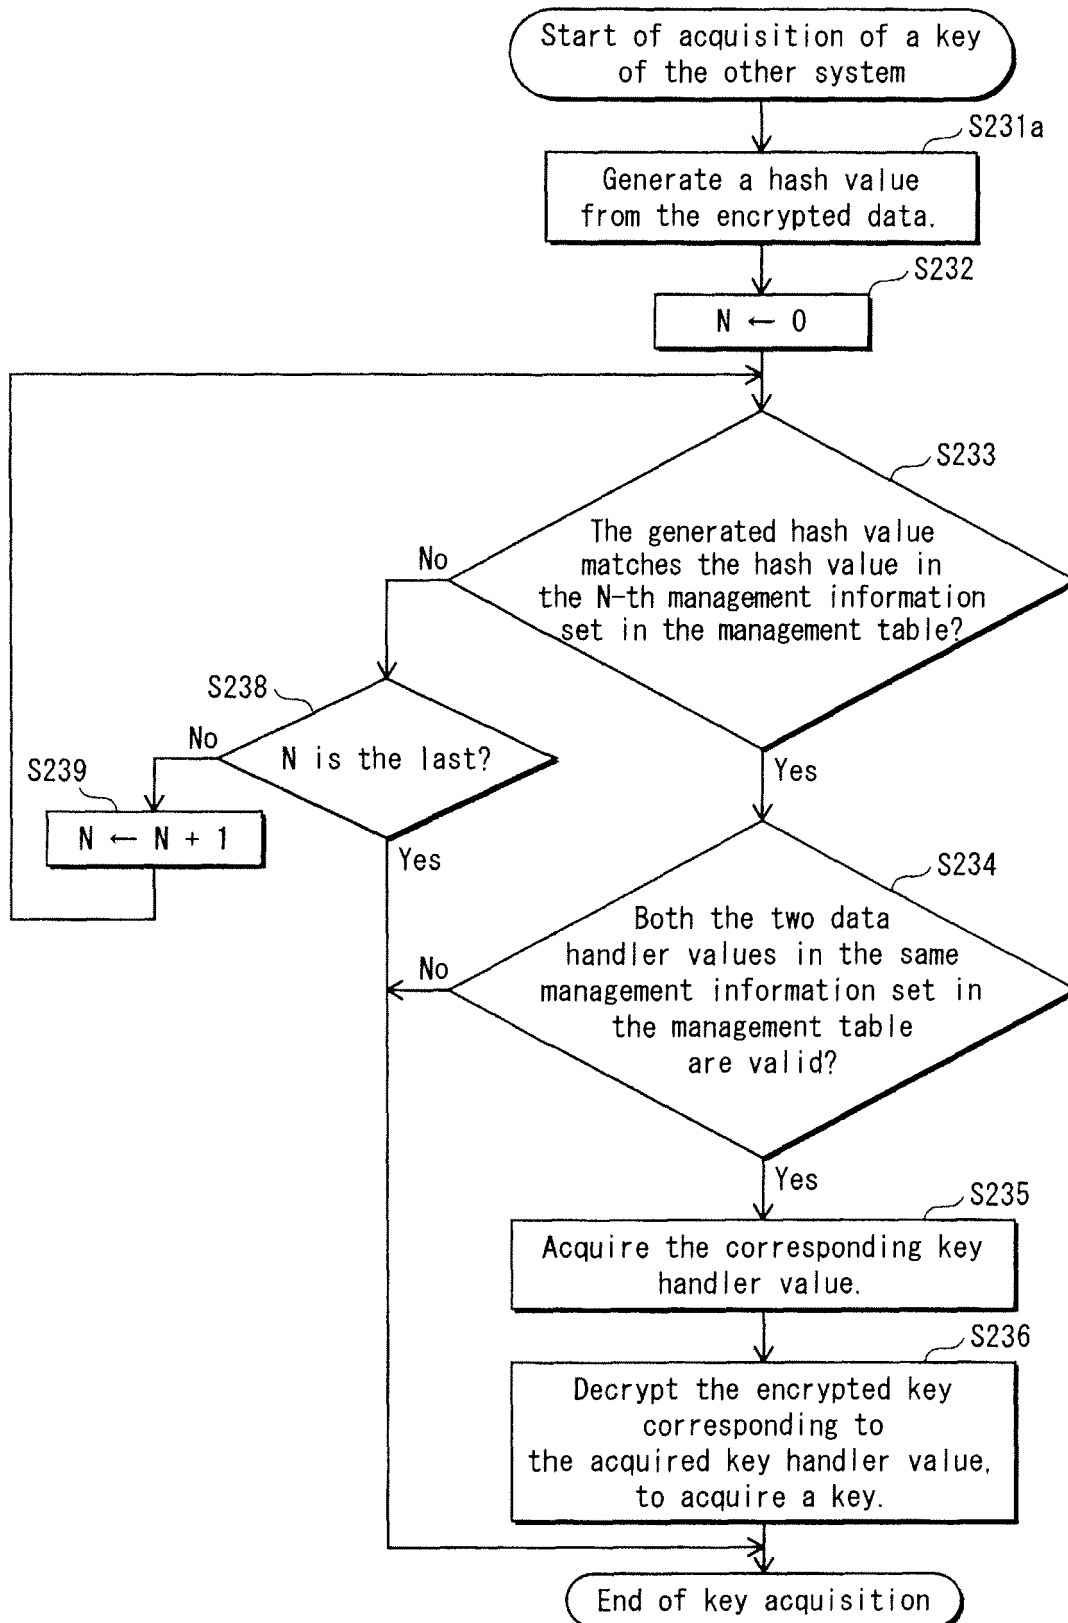 Start of acquisition of a key
of the other system
S231a
Generate a hash value
from the encrypted data.
S232
N ← 0
S233
The generated hash value
matches the hash value in
the N-th management information
set in the management table?
No
Yes
S238
N is the last?
No
Yes
S239
N ← N + 1
S234
Both the two data
handler values in the same
management information set in
the management table
are valid?
No
Yes
S235
Acquire the corresponding key
handler value.
S236
Decrypt the encrypted key
corresponding to
the acquired key handler value,
to acquire a key.
End of key acquisition